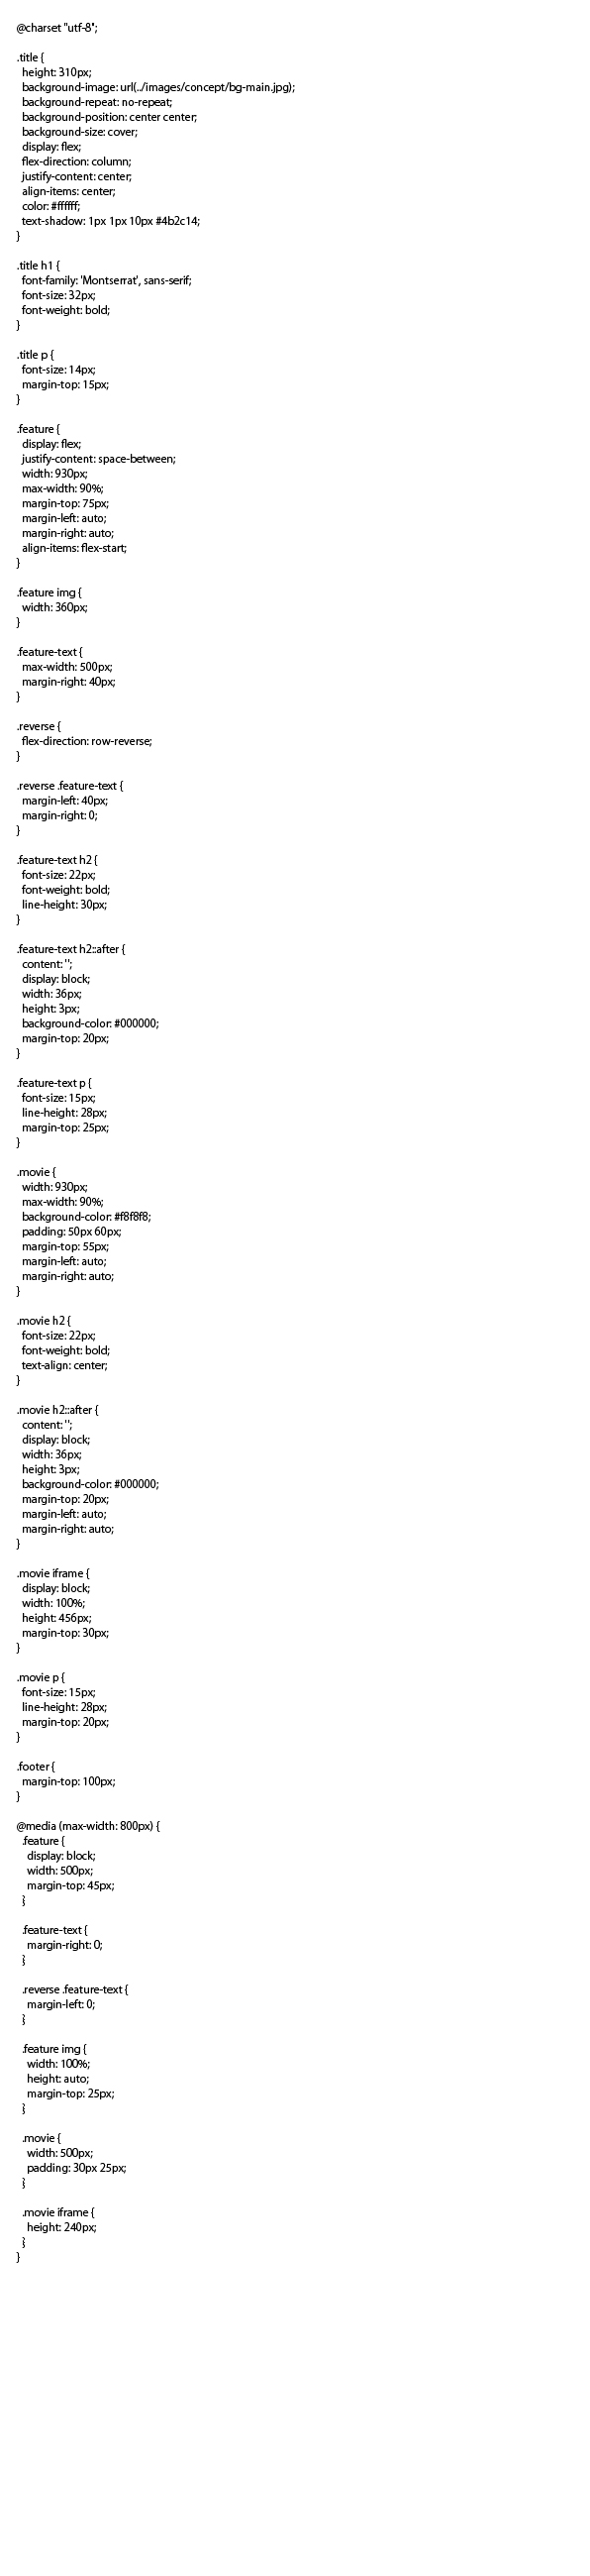 @charset "utf-8";

.title {
  height: 310px;
  background-image: url(../images/concept/bg-main.jpg);
  background-repeat: no-repeat;
  background-position: center center;
  background-size: cover;
  display: flex;
  flex-direction: column;
  justify-content: center;
  align-items: center;
  color: #ffffff;
  text-shadow: 1px 1px 10px #4b2c14;
}

.title h1 {
  font-family: 'Montserrat', sans-serif;
  font-size: 32px;
  font-weight: bold;
}

.title p {
  font-size: 14px;
  margin-top: 15px;
}

.feature {
  display: flex;
  justify-content: space-between;
  width: 930px;
  max-width: 90%;
  margin-top: 75px;
  margin-left: auto;
  margin-right: auto;
  align-items: flex-start;
}

.feature img {
  width: 360px;
}

.feature-text {
  max-width: 500px;
  margin-right: 40px;
}

.reverse {
  flex-direction: row-reverse;
}

.reverse .feature-text {
  margin-left: 40px;
  margin-right: 0;
}

.feature-text h2 {
  font-size: 22px;
  font-weight: bold;
  line-height: 30px;
}

.feature-text h2::after {
  content: '';
  display: block;
  width: 36px;
  height: 3px;
  background-color: #000000;
  margin-top: 20px;
}

.feature-text p {
  font-size: 15px;
  line-height: 28px;
  margin-top: 25px;
}

.movie {
  width: 930px;
  max-width: 90%;
  background-color: #f8f8f8;
  padding: 50px 60px;
  margin-top: 55px;
  margin-left: auto;
  margin-right: auto;
}

.movie h2 {
  font-size: 22px;
  font-weight: bold;
  text-align: center;
}

.movie h2::after {
  content: '';
  display: block;
  width: 36px;
  height: 3px;
  background-color: #000000;
  margin-top: 20px;
  margin-left: auto;
  margin-right: auto;
}

.movie iframe {
  display: block;
  width: 100%;
  height: 456px;
  margin-top: 30px;
}

.movie p {
  font-size: 15px;
  line-height: 28px;
  margin-top: 20px;
}

.footer {
  margin-top: 100px;
}

@media (max-width: 800px) {
  .feature {
    display: block;
    width: 500px;
    margin-top: 45px;
  }

  .feature-text {
    margin-right: 0;
  }

  .reverse .feature-text {
    margin-left: 0;
  }

  .feature img {
    width: 100%;
    height: auto;
    margin-top: 25px;
  }

  .movie {
    width: 500px;
    padding: 30px 25px;
  }

  .movie iframe {
    height: 240px;
  }
}